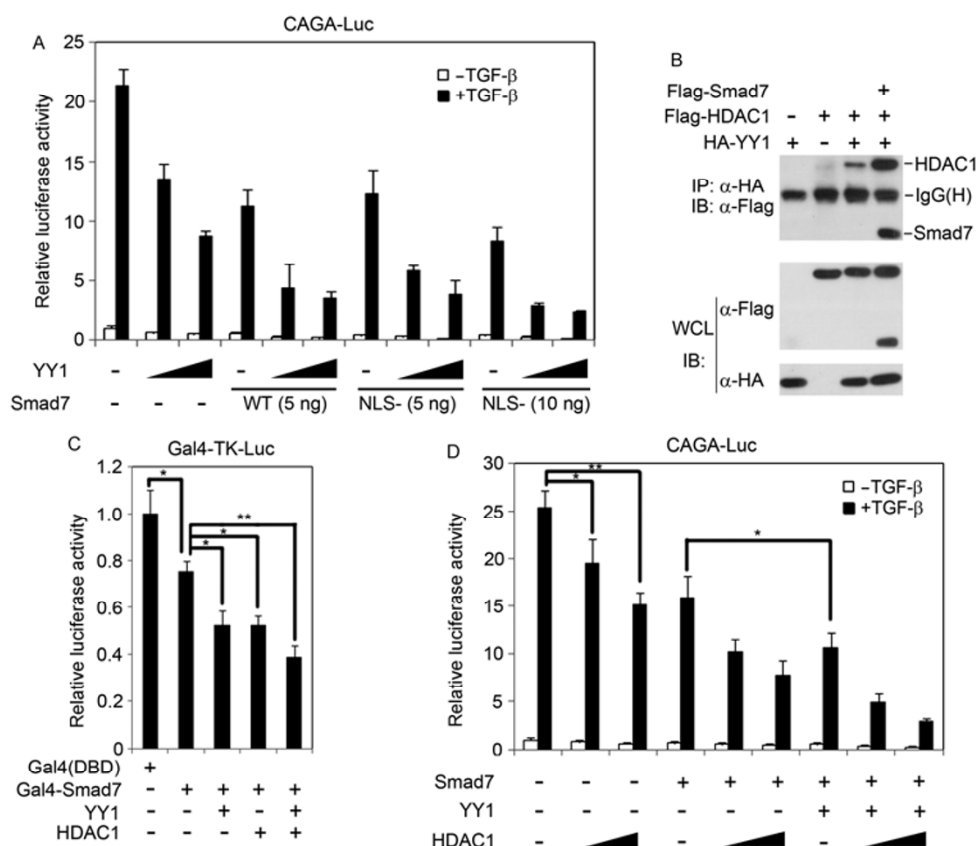 A
CAGA-Luc
25
20
15
10
5
0
Relative luciferase activity
–TGF-β
+TGF-β
YY1 - - - -
Smad7 - - - WT (5 ng) NLS- (5 ng) NLS- (10 ng)
B
Flag-Smad7 +
Flag-HDAC1 - + + +
HA-YY1 + - + +
IP: α-HA
IB: α-Flag
HDAC1
IgG(H)
Smad7
WCL
IB:
α-Flag
α-HA
C
Gal4-TK-Luc
1.2
1.0
0.8
0.6
0.4
0.2
0
Relative luciferase activity
*
**
*
*
Gal4(DBD) +
Gal4-Smad7 - + + + +
YY1 - - + - +
HDAC1 - - - + +
D
CAGA-Luc
30
25
20
15
10
5
0
Relative luciferase activity
–TGF-β
+TGF-β
**
*
*
Smad7 - - - + + + + + +
YY1 - - - - - - + + +
HDAC1 - - -